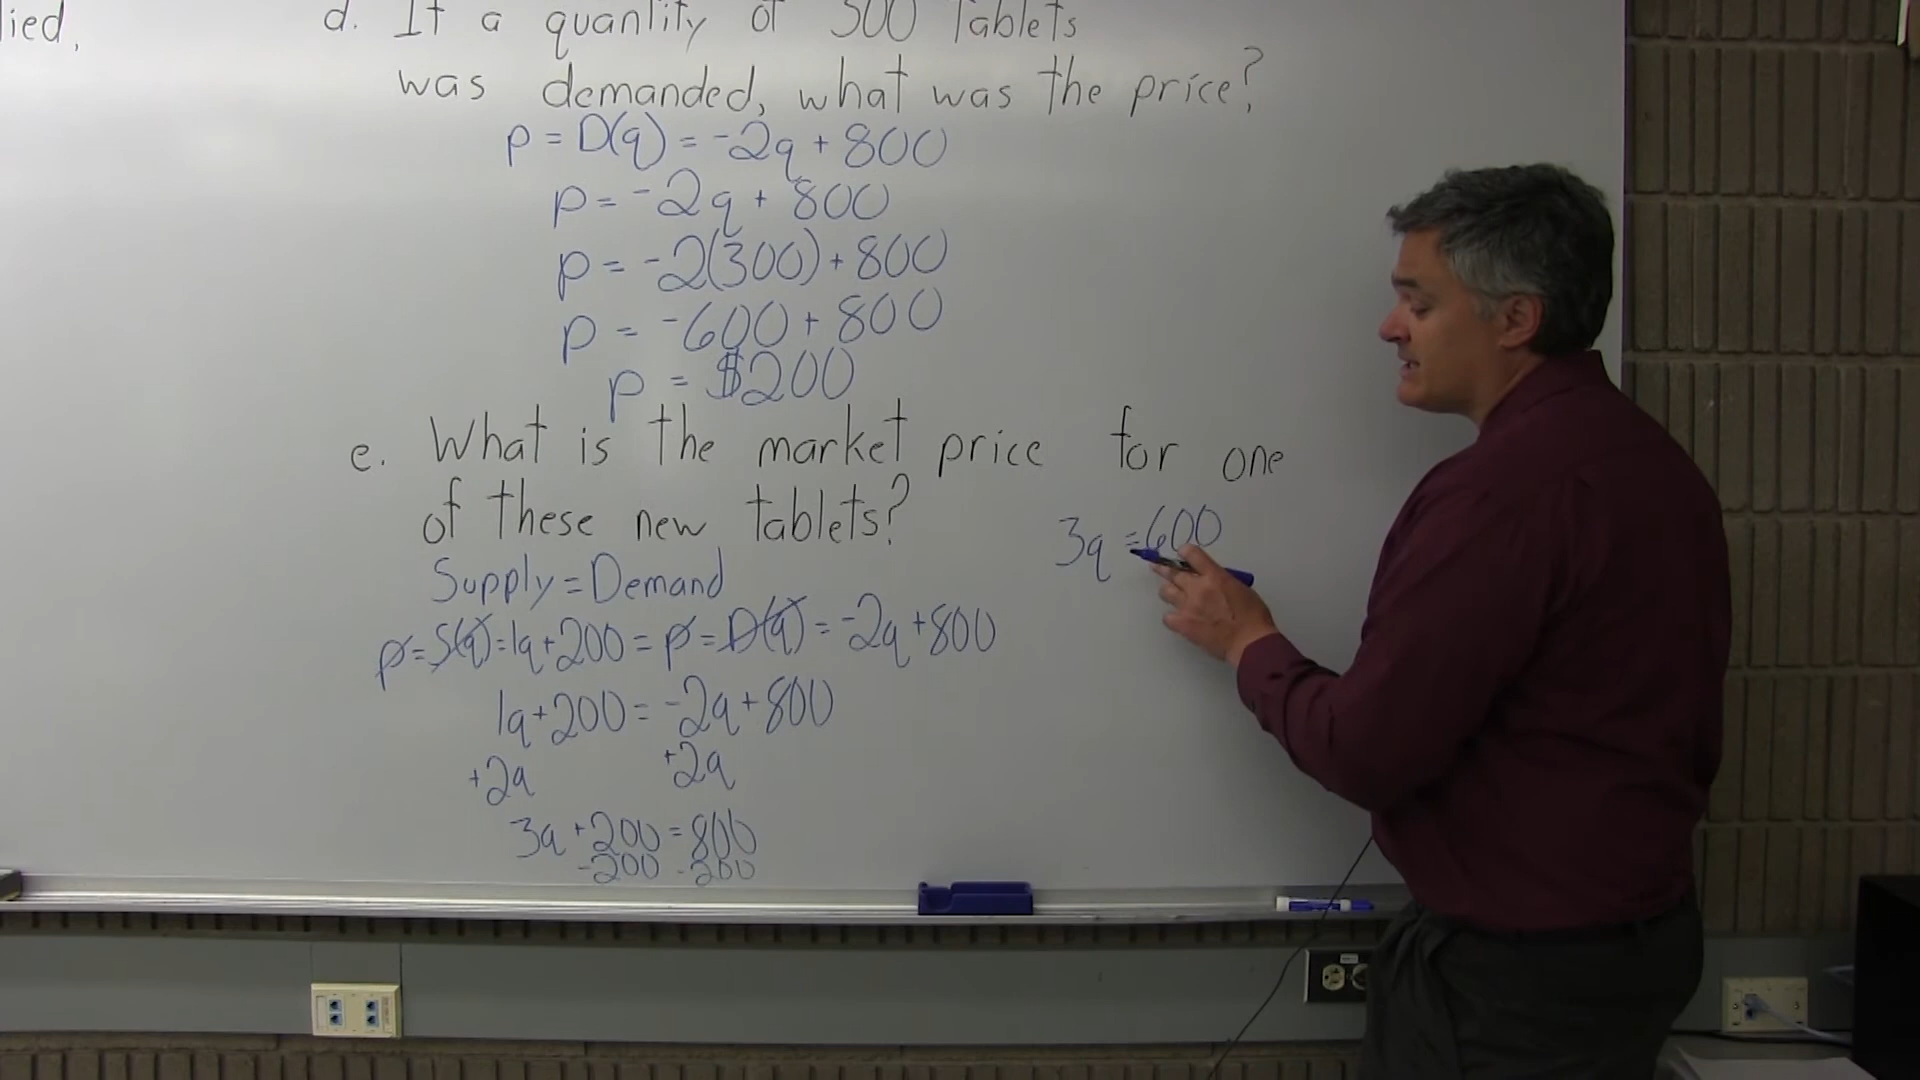 lied,
d. If a quantity of 300 tablets
was demanded, what was the price?
p = D(q) = -2q + 800
p = -2q + 800
p = -2(300) + 800
p = -600 + 800
p = $200
e. What is the market price for one
of these new tablets?
Supply = Demand
p = S(q) = 1q + 200 = p = D(q) = -2q + 800
1q + 200 = -2q + 800
+2q +2q
3q + 200 = 800
-200 -200
3q = 600